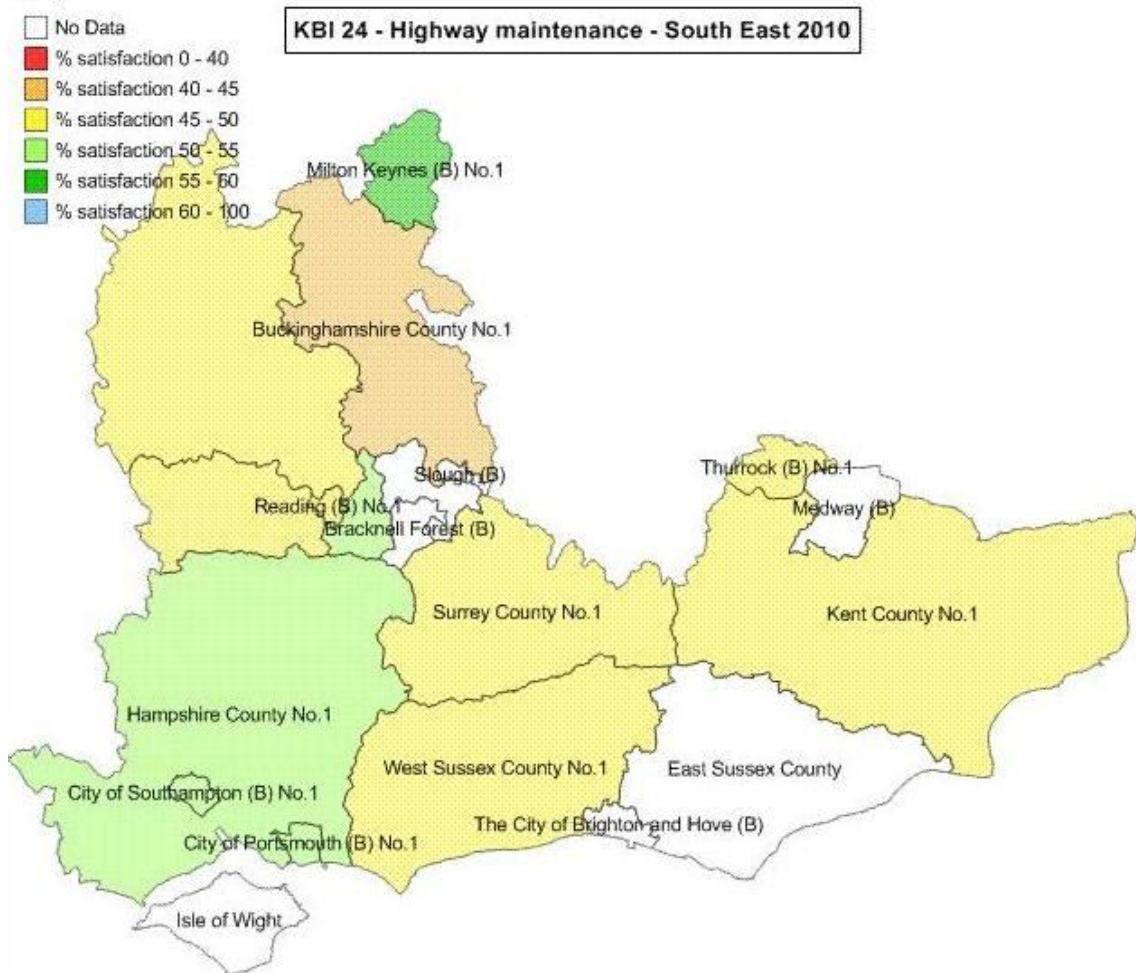 KBI 24 - Highway maintenance - South East 2010
No Data
% satisfaction 0 - 40
% satisfaction 40 - 45
% satisfaction 45 - 50
% satisfaction 50 - 55
% satisfaction 55 - 60
% satisfaction 60 - 100
Milton Keynes (B) No.1
Buckinghamshire County No.1
Slough (B)
Thurrock (B) No.1
Reading (B) No.1
Medway (B)
Bracknell Forest (B)
Surrey County No.1
Kent County No.1
Hampshire County No.1
West Sussex County No.1
East Sussex County
City of Southampton (B) No.1
The City of Brighton and Hove (B)
City of Portsmouth (B) No.1
Isle of Wight